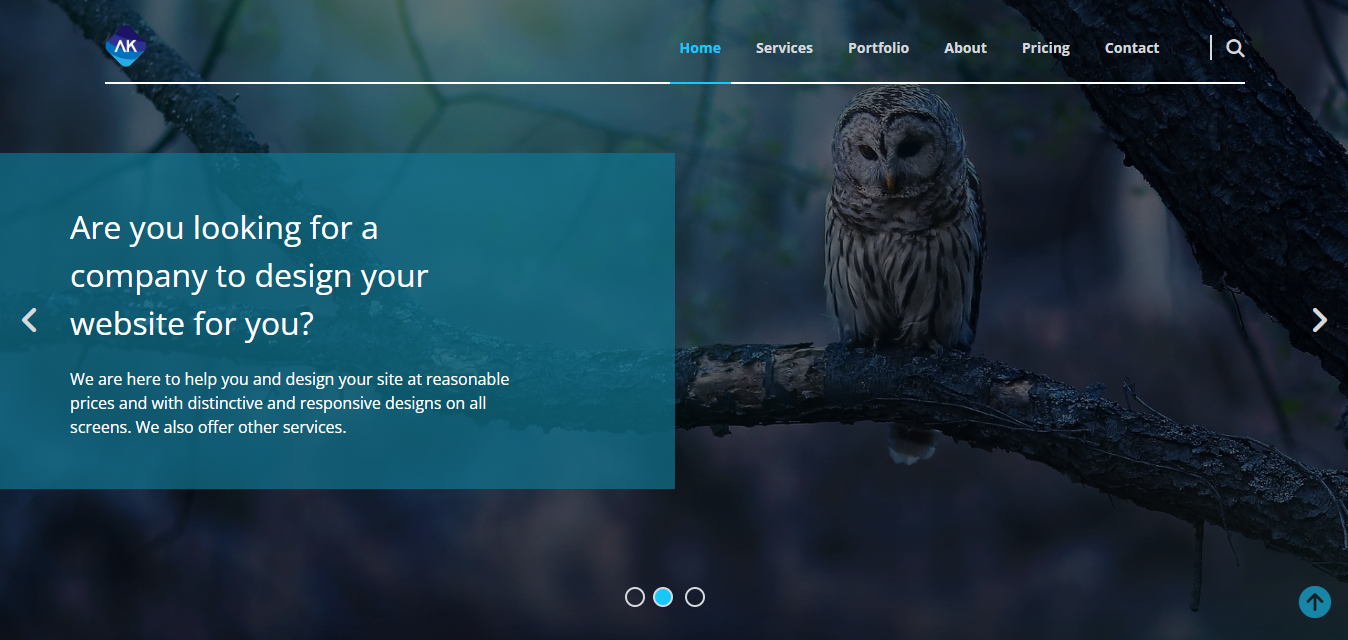 AK
Home Services Portfolio About Pricing Contact
Are you looking for a
company to design your
website for you?
We are here to help you and design your site at reasonable
prices and with distinctive and responsive designs on all
screens. We also offer other services.